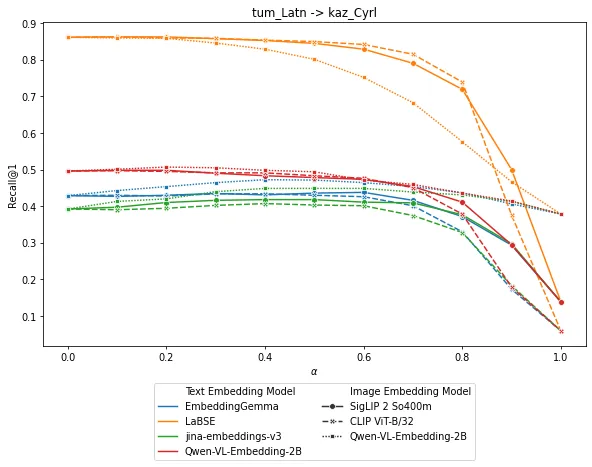 tum_Latn -> kaz_Cyrl
0.9
0.8
0.7
0.6
0.5
0.4
0.3
0.2
0.1
Recall@1
0.0 0.2 0.4 0.6 0.8 1.0
α
Text Embedding Model Image Embedding Model
EmbeddingGemma SigLIP 2 So400m
LaBSE CLIP ViT-B/32
jina-embeddings-v3 Qwen-VL-Embedding-2B
Qwen-VL-Embedding-2B